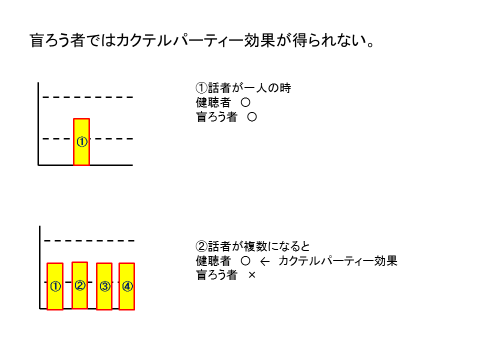 盲ろう者ではカクテルパーティー効果が得られない。
①話者が一人の時
健聴者　○
盲ろう者　○
①
②話者が複数になると
健聴者　○　←　カクテルパーティー効果
盲ろう者　×
① ② ③ ④